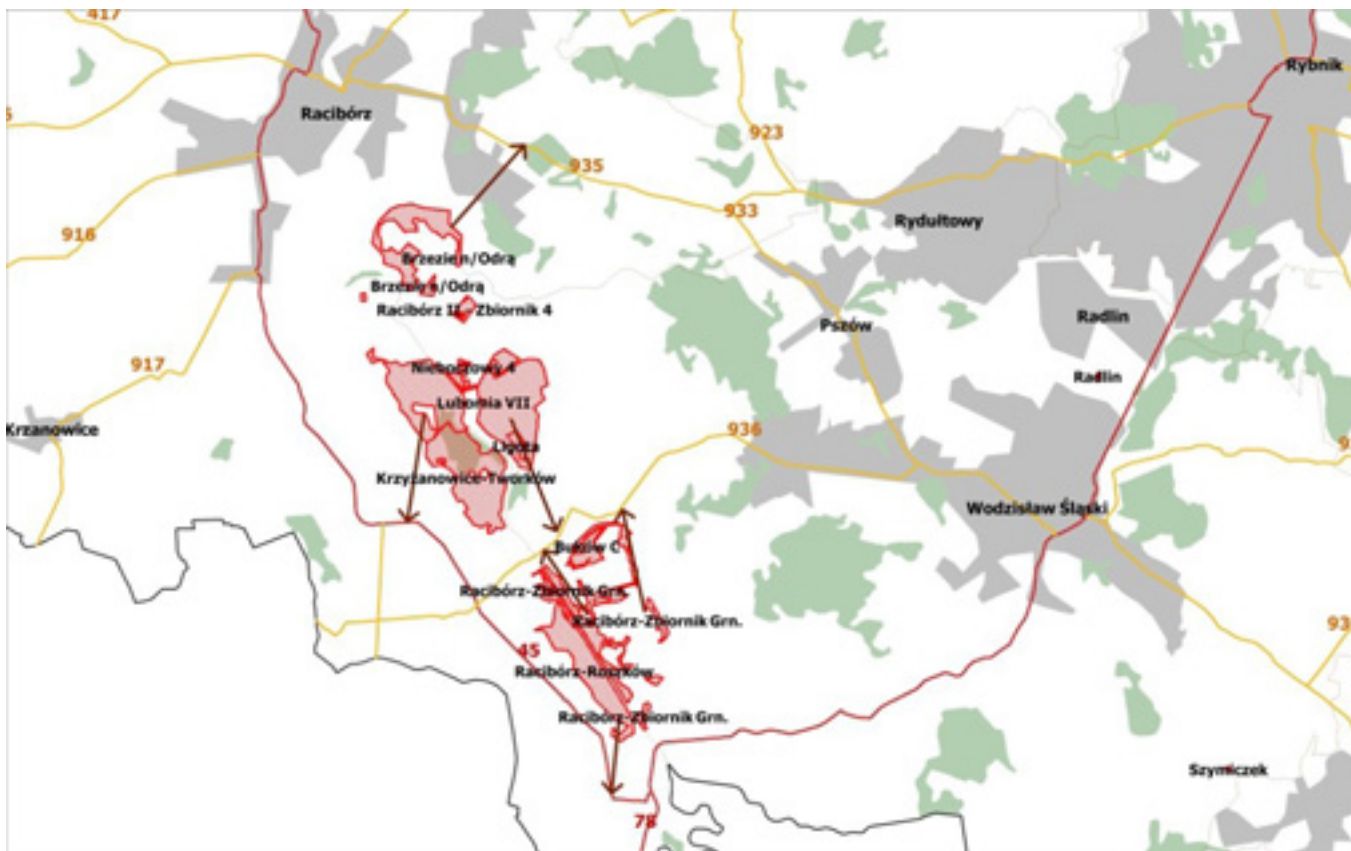 417
Rybnik
Racibórz
923
935
933
Rydułtowy
916
Brzezie n/Odrą
Brzezie n/Odrą
Racibórz II - Zbiornik 4
Radlin
Pszów
917
Nieboczowy 4
Radlin
Lubomia VII
Krzanowice
936
Ligota
Krzyżanowice-Tworków
Wodzisław Śląski
Buków C
Racibórz-Zbiornik Grn.
Racibórz-Zbiornik Grn.
45
Racibórz-Roszków
Racibórz-Zbiornik Grn.
Szymiczek
78